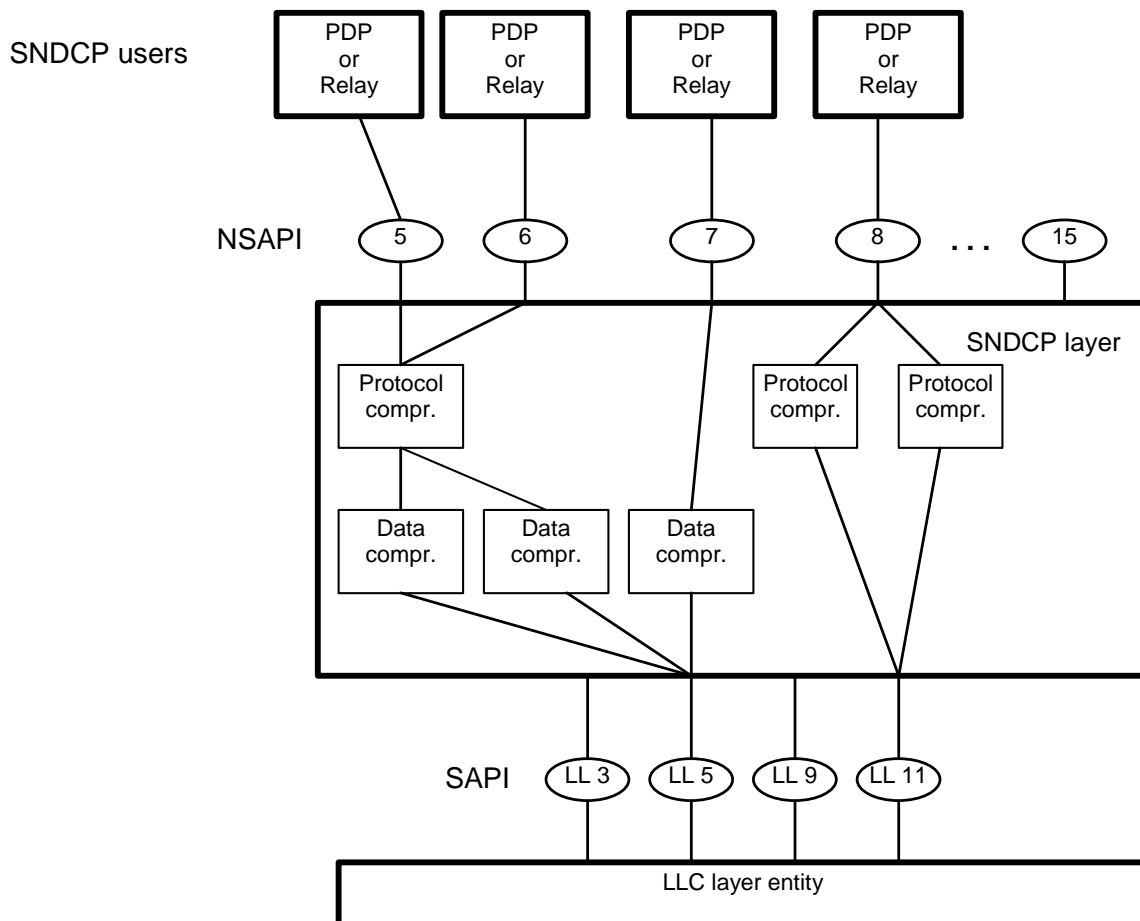 SNDCP users
PDP
or
Relay
PDP
or
Relay
PDP
or
Relay
PDP
or
Relay
NSAPI
5
6
7
8
. . .
15
SNDCP layer
Protocol
compr.
Protocol
compr.
Protocol
compr.
Data
compr.
Data
compr.
Data
compr.
SAPI
LL 3
LL 5
LL 9
LL 11
LLC layer entity